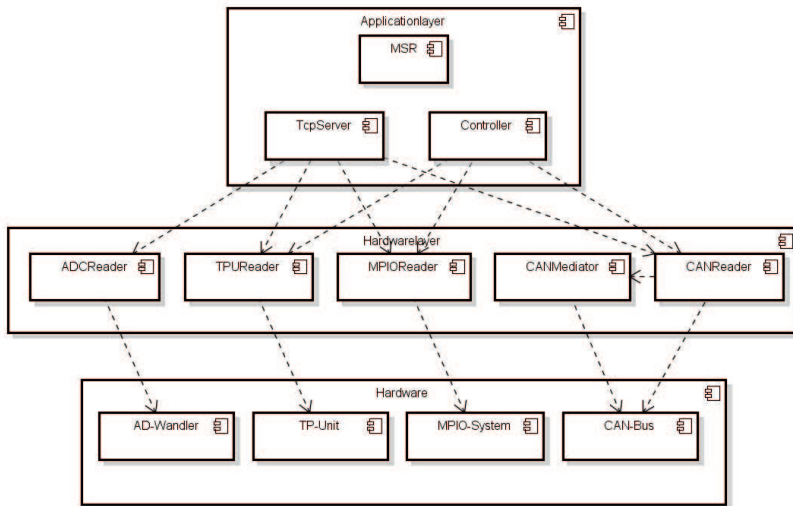 Applicationlayer
MSR
TcpServer
Controller
Hardwarelayer
ADCReader
TPUReader
MPIOReader
CANMediator
CANReader
Hardware
AD-Wandler
TP-Unit
MPIO-System
CAN-Bus